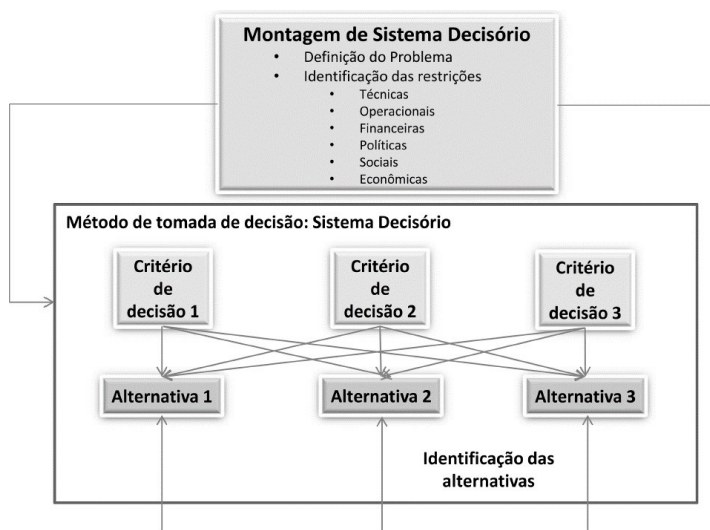 Montagem de Sistema Decisório
• Definição do Problema
• Identificação das restrições
• Técnicas
• Operacionais
• Financeiras
• Políticas
• Sociais
• Econômicas
Método de tomada de decisão: Sistema Decisório
Critério
de
decisão 1
Critério
de
decisão 2
Critério
de
decisão 3
Alternativa 1
Alternativa 2
Alternativa 3
Identificação das
alternativas